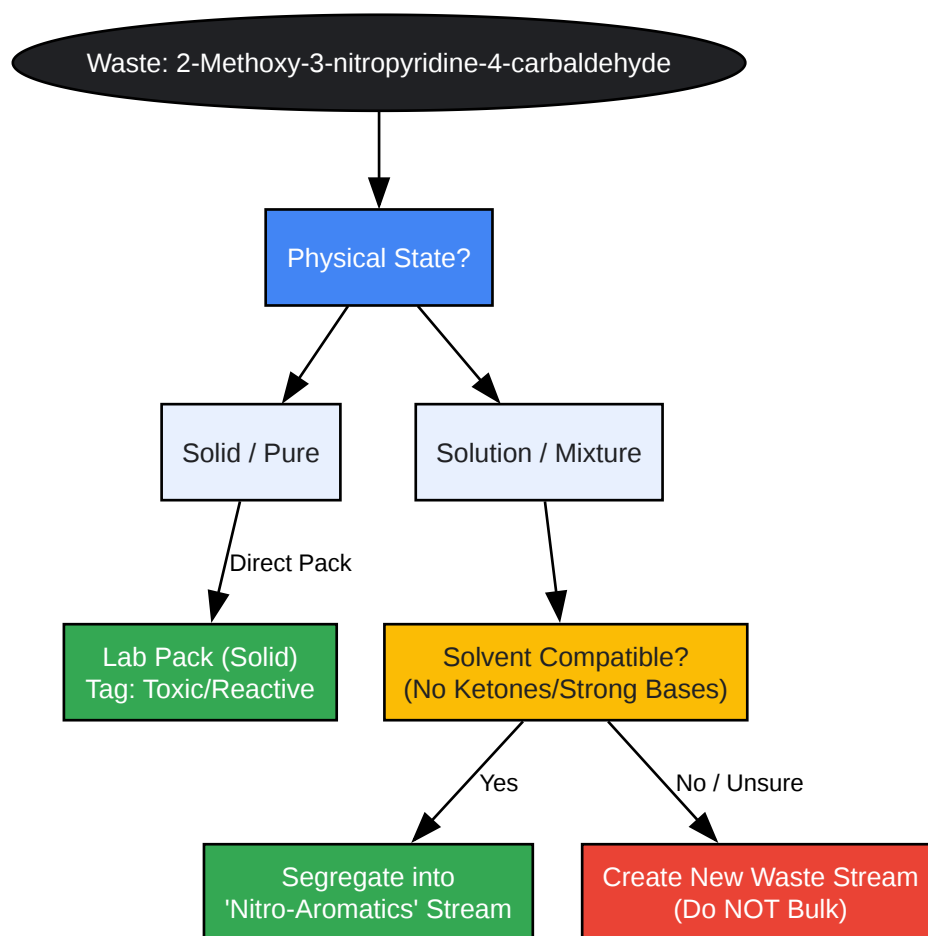 Waste: 2-Methoxy-3-nitropyridine-4-carbaldehyde
Physical State?
Solid / Pure
Solution / Mixture
Direct Pack
Lab Pack (Solid)
Tag: Toxic/Reactive
Solvent Compatible?
(No Ketones/Strong Bases)
Yes
No / Unsure
Segregate into
'Nitro-Aromatics' Stream
Create New Waste Stream
(Do NOT Bulk)